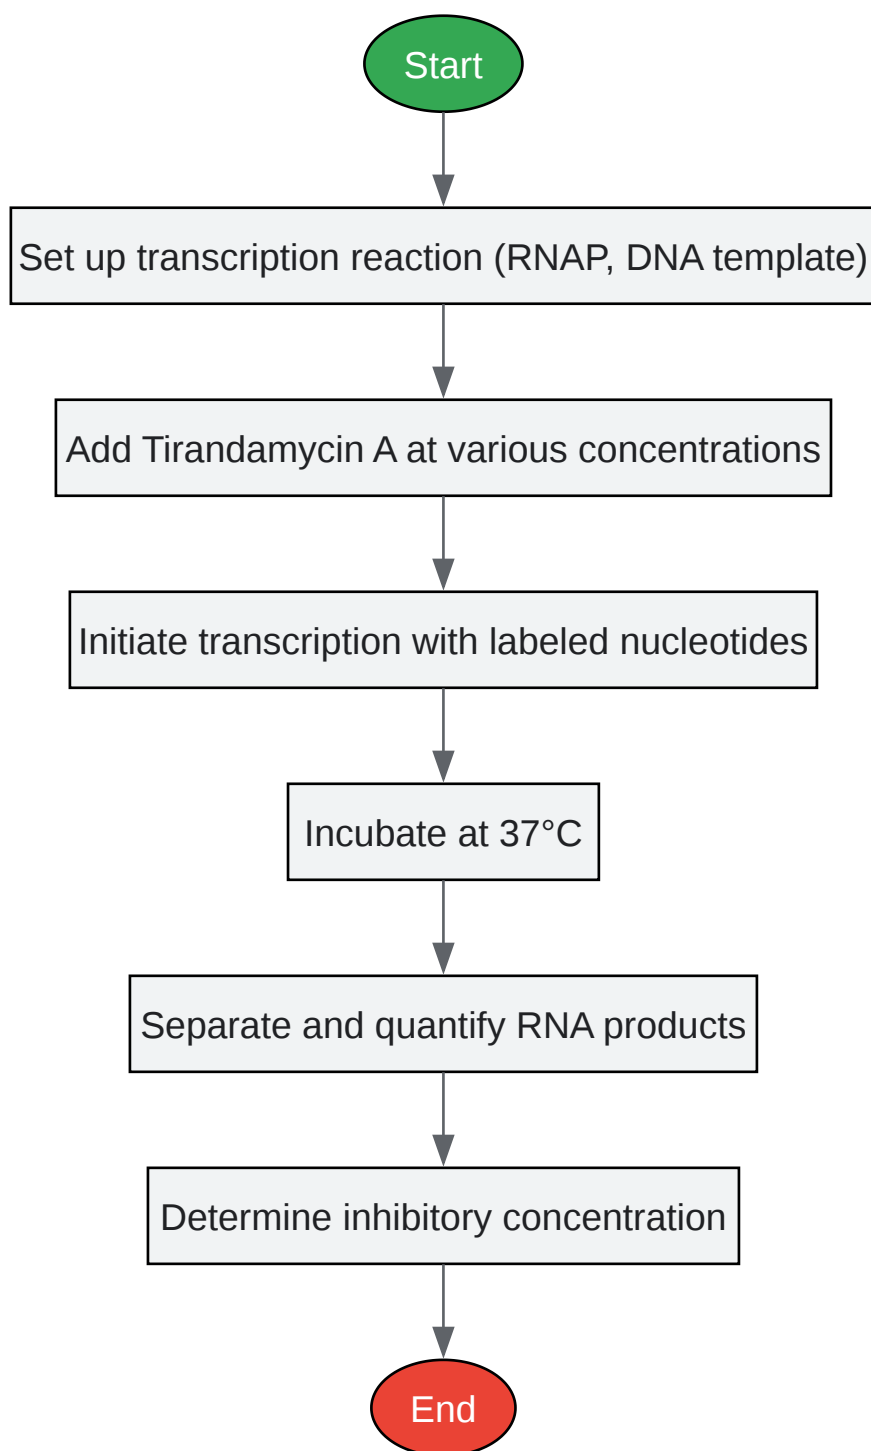 Start
Set up transcription reaction (RNAP, DNA template)
Add Tirandamycin A at various concentrations
Initiate transcription with labeled nucleotides
Incubate at 37°C
Separate and quantify RNA products
Determine inhibitory concentration
End